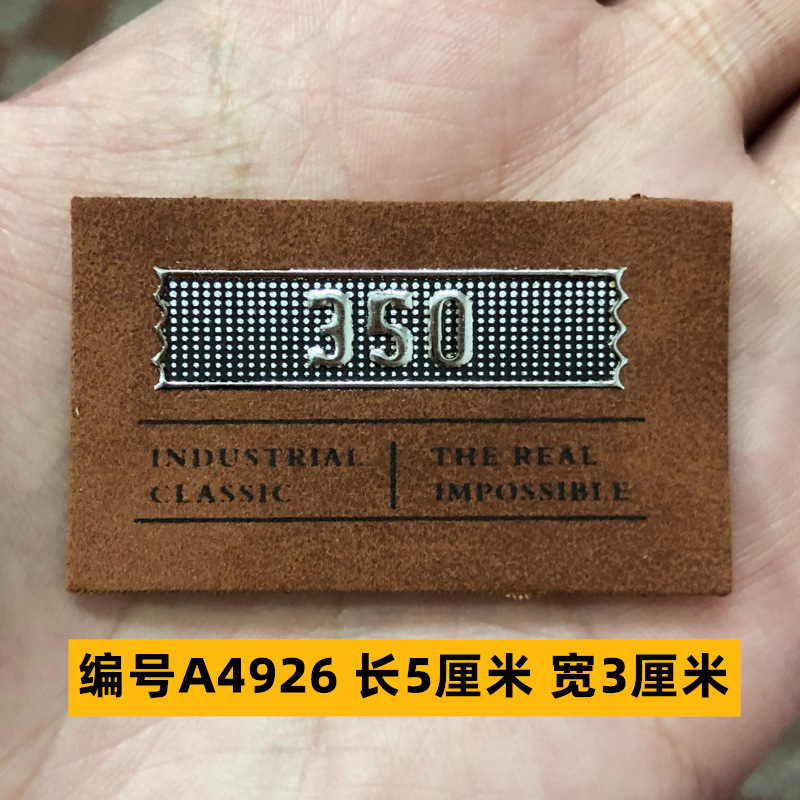 350
INDUSTRIAL
CLASSIC
THE REAL
IMPOSSIBLE
编号A4926 长5厘米 宽3厘米